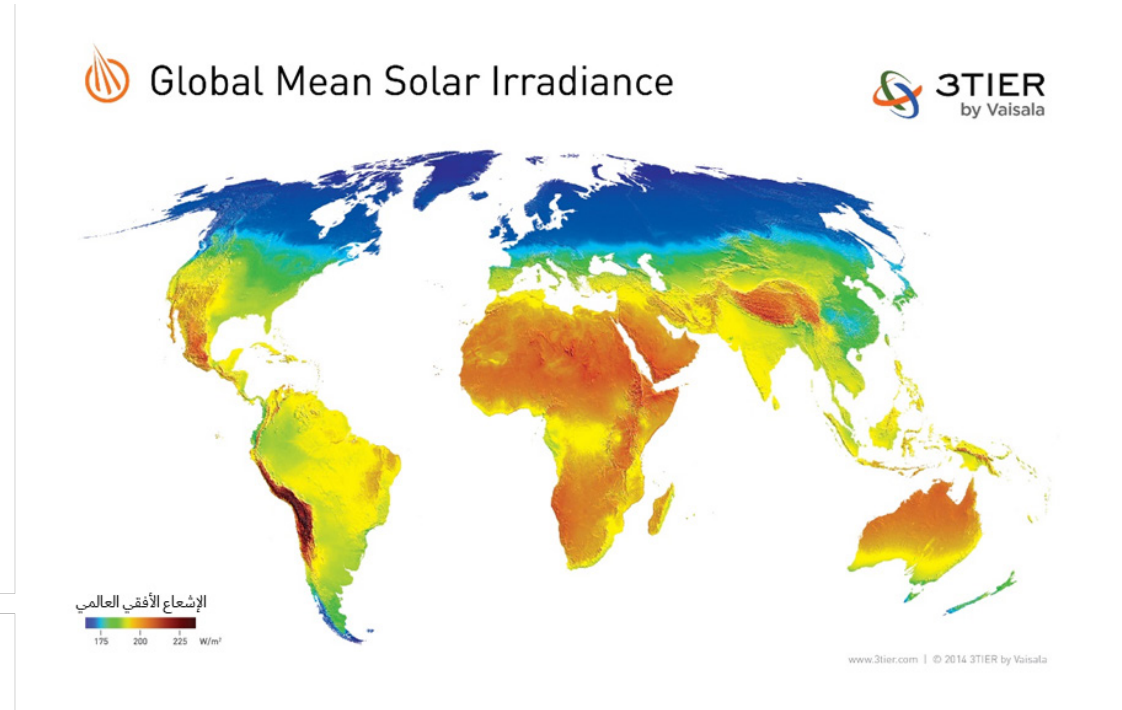 Global Mean Solar Irradiance
3TIER
by Vaisala
الإشعاع الأفقي العالمي
175 200 225 W/m²
www.3tier.com | © 2014 3TIER by Vaisala